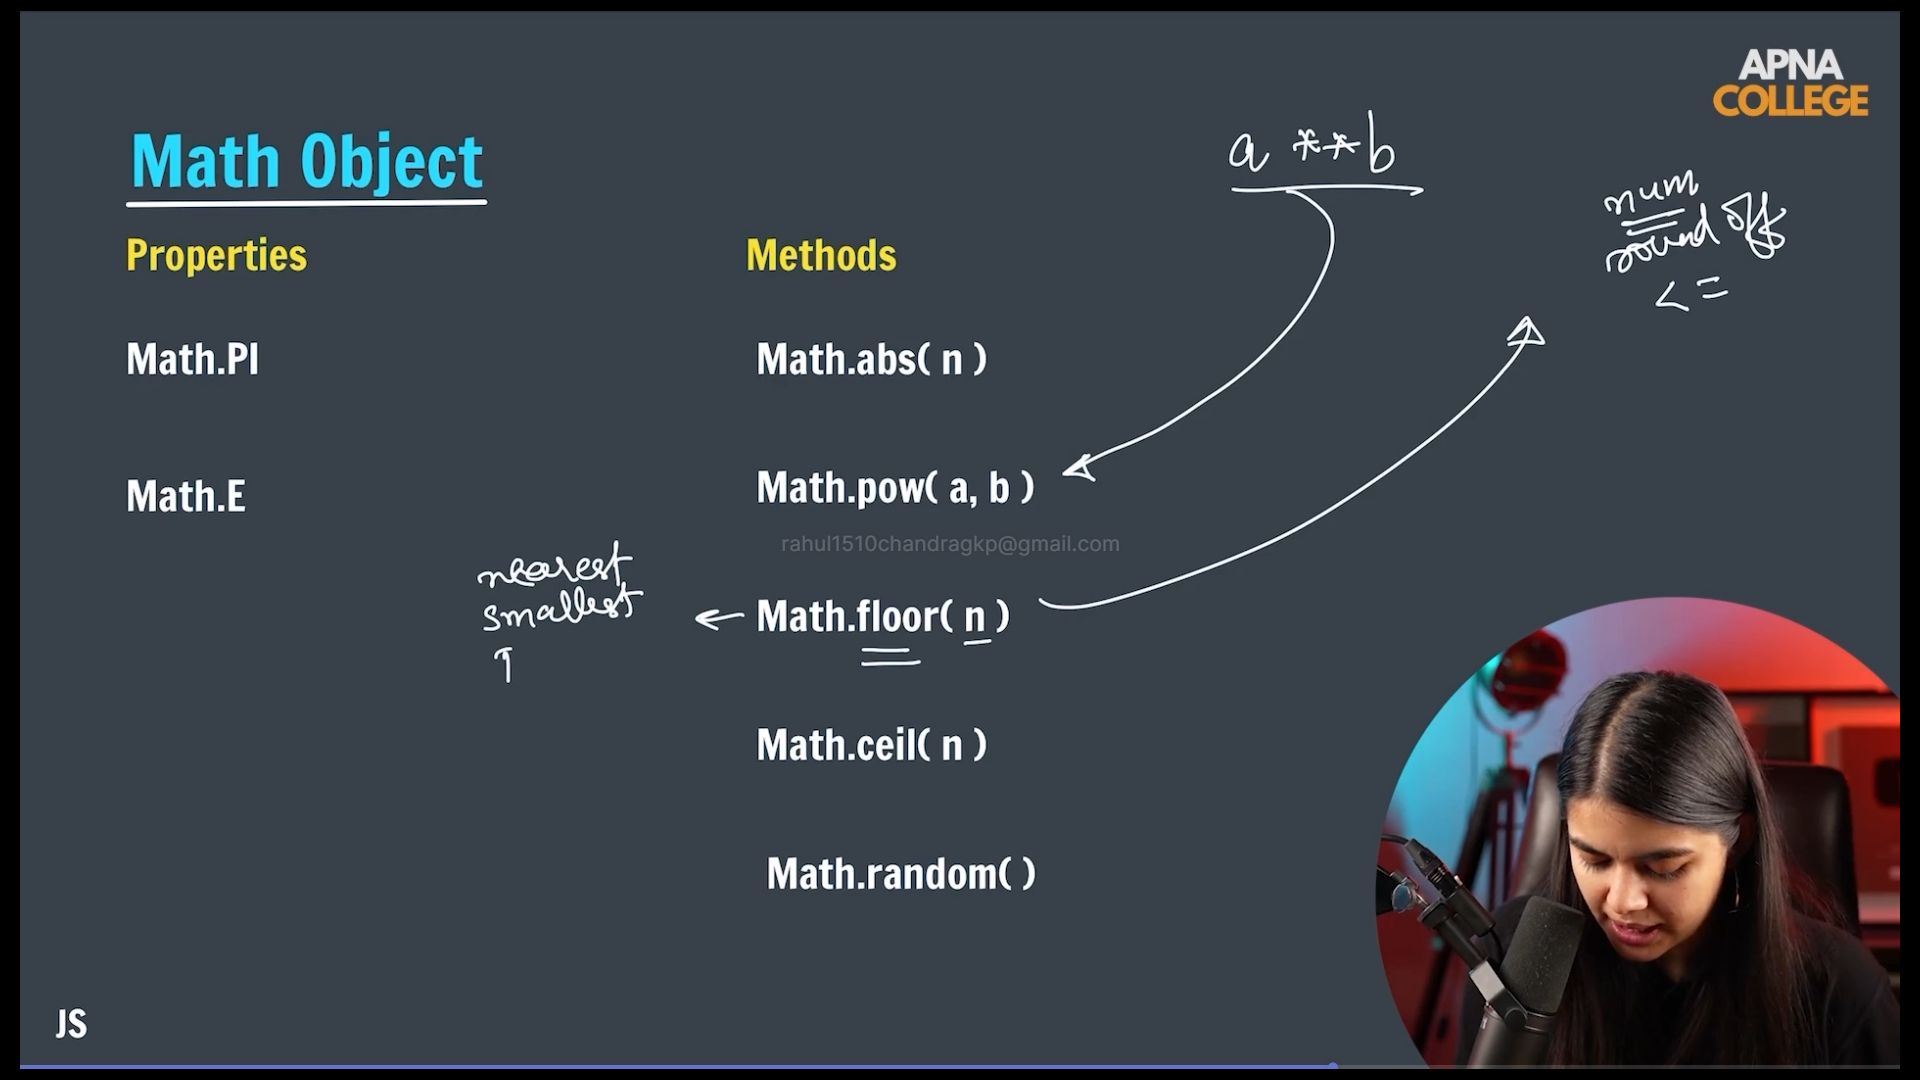 APNA
COLLEGE
Math Object
a **b
num
round off
<=
Properties
Methods
Math.PI
Math.abs( n )
Math.E
Math.pow( a, b )
rahul1510chandragkp@gmail.com
nearest
smallest
Math.floor( n )
Math.ceil( n )
Math.random( )
JS